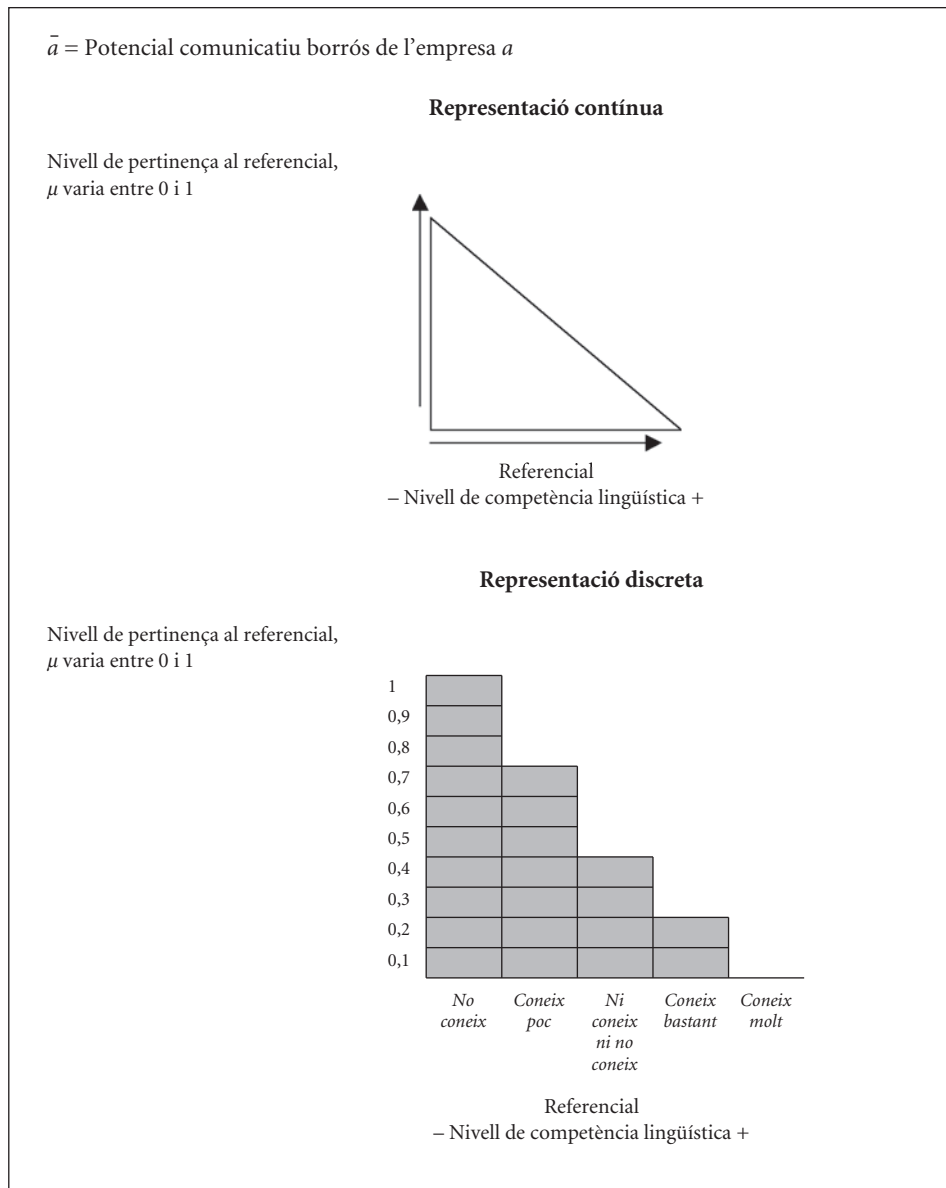 ā = Potencial comunicatiu borrós de l’empresa a
Representació contínua
Nivell de pertinença al referencial,
μ varia entre 0 i 1
Referencial
– Nivell de competència lingüística +
Representació discreta
Nivell de pertinença al referencial,
μ varia entre 0 i 1
1
0,9
0,8
0,7
0,6
0,5
0,4
0,3
0,2
0,1
No coneix
Coneix poc
Ni coneix ni no coneix
Coneix bastant
Coneix molt
Referencial
– Nivell de competència lingüística +